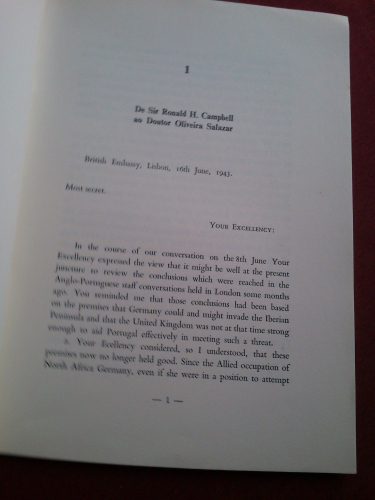 1
De Sir Ronald H. Campbell
ao Doutor Oliveira Salazar
British Embassy, Lisbon, 16th June, 1943.
Most secret.
YOUR EXCELLENCY:
In the course of our conversation on the 8th June Your
Excellency expressed the view that it might be well at the present
juncture to review the conclusions which were reached in the
Anglo-Portuguese staff conversations held in London some months
ago. You reminded me that those conclusions had been based
on the premises that Germany could and might invade the Iberian
Peninsula and that the United Kingdom was not at that time strong
enough to aid Portugal effectively in meeting such a threat.
2. Your Ecellency considered, so I understood, that these
premises now no longer held good. Since the Allied occupation of
North Africa Germany, even if she were in a position to attempt
— 1 —